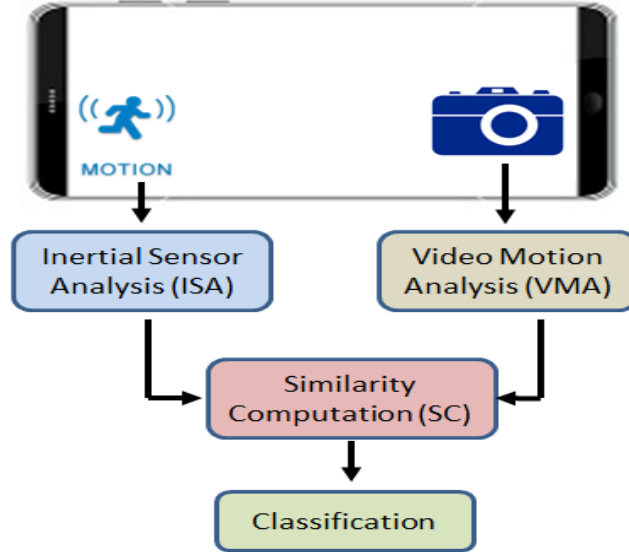 MOTION
Inertial Sensor
Analysis (ISA)
Video Motion
Analysis (VMA)
Similarity
Computation (SC)
Classification